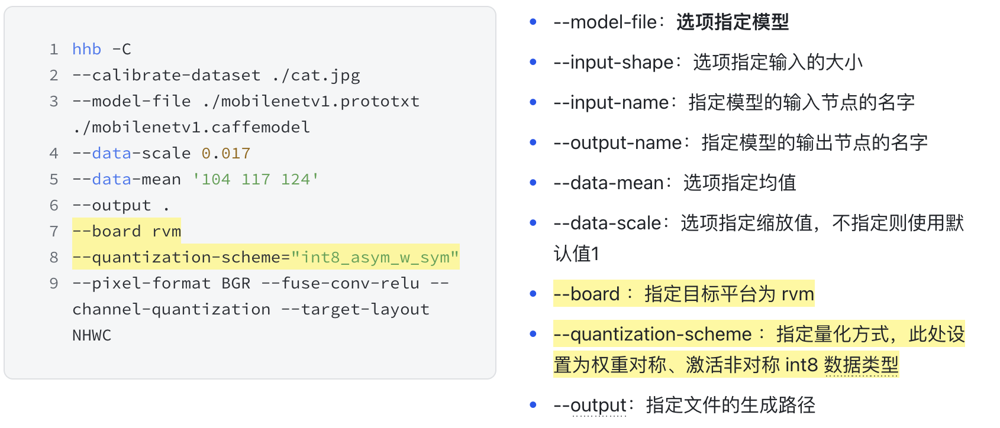 1 hhb -C
2 --calibrate-dataset ./cat.jpg
3 --model-file ./mobilenetv1.prototxt
./mobilenetv1.caffemodel
4 --data-scale 0.017
5 --data-mean '104 117 124'
6 --output .
7 --board rvm
8 --quantization-scheme="int8_asym_w_sym"
9 --pixel-format BGR --fuse-conv-relu --
channel-quantization --target-layout
NHWC
• --model-file：选项指定模型
• --input-shape：选项指定输入的大小
• --input-name：指定模型的输入节点的名字
• --output-name：指定模型的输出节点的名字
• --data-mean：选项指定均值
• --data-scale：选项指定缩放值，不指定则使用默
认值1
• --board ：指定目标平台为 rvm
• --quantization-scheme ：指定量化方式，此处设
置为权重对称、激活非对称 int8 数据类型
• --output：指定文件的生成路径